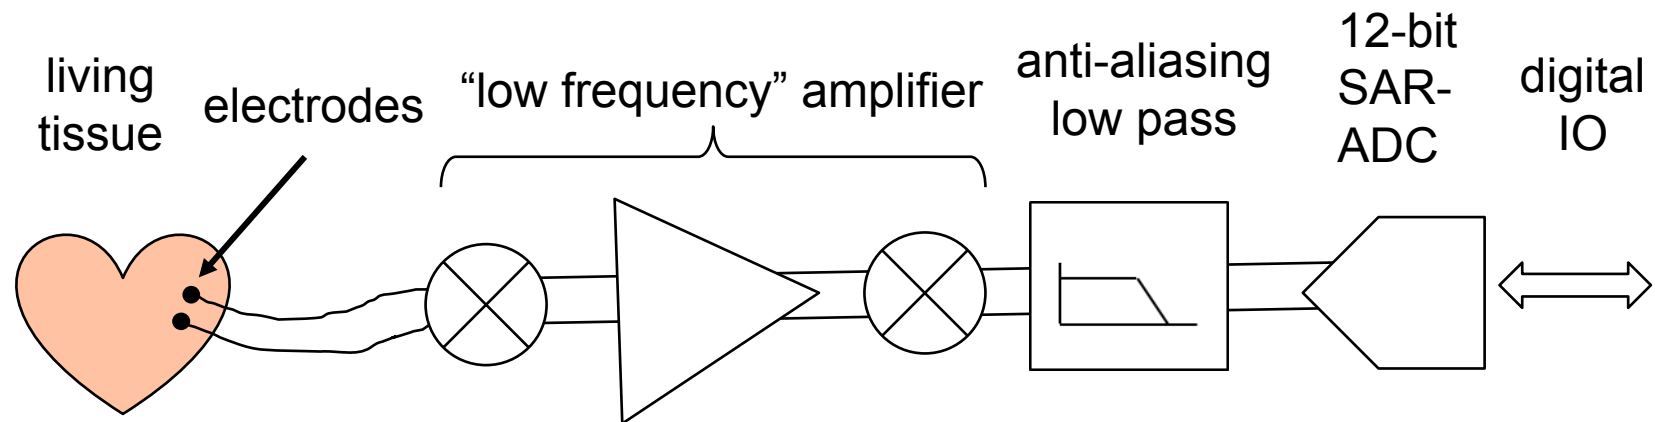 living
tissue
electrodes
“low frequency” amplifier
anti-aliasing
low pass
12-bit
SAR-
ADC
digital
IO